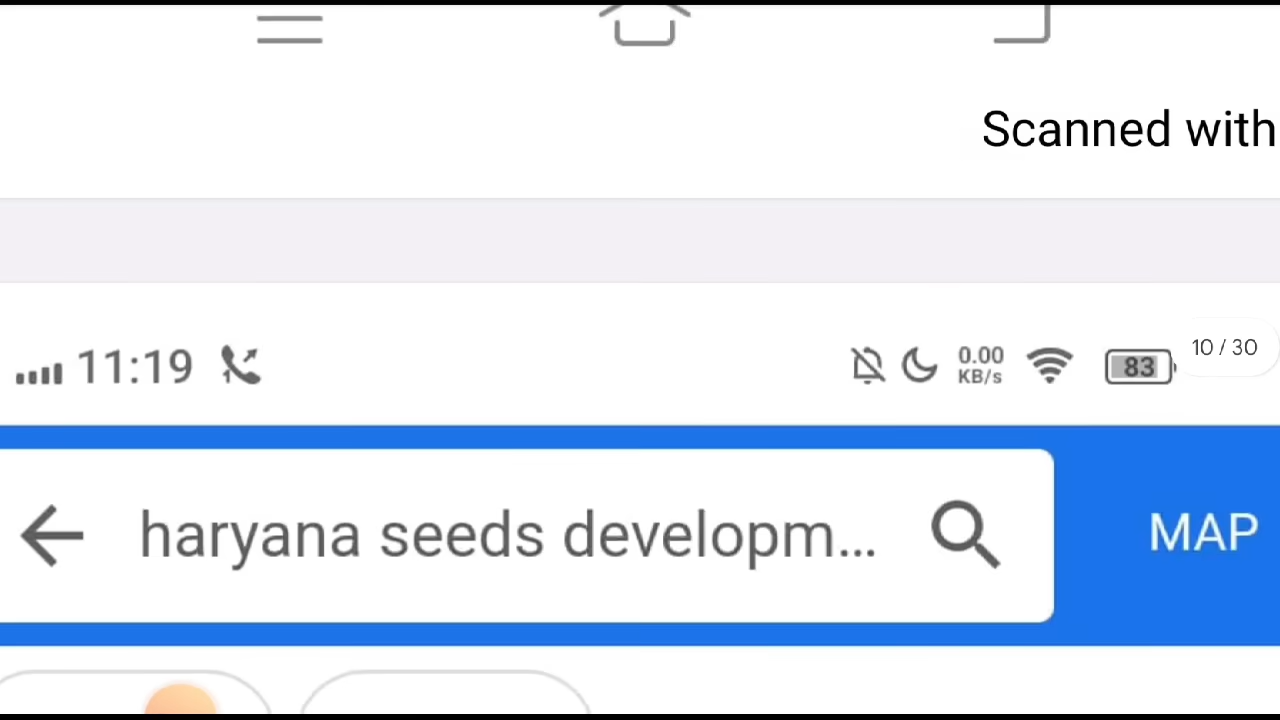 Scanned with
11:19 0.00 KB/s 83 10 / 30
haryana seeds developm... MAP